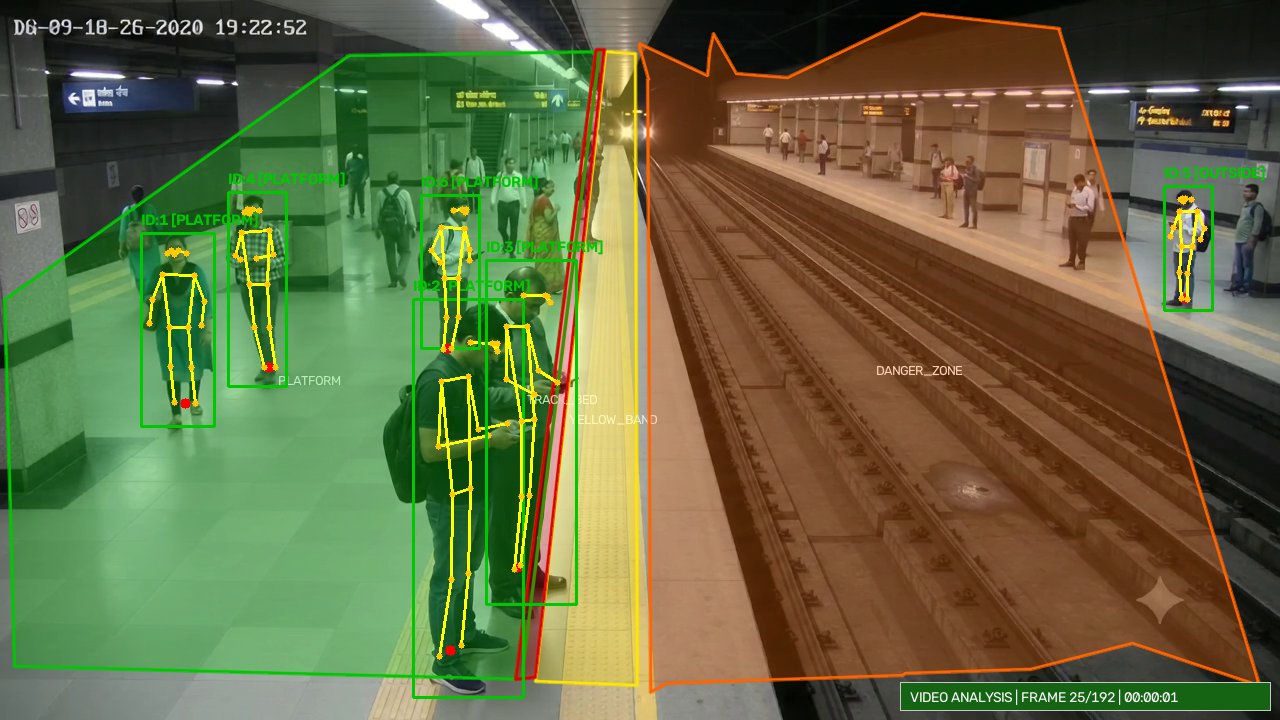 DG-09-18-26-2020 19:22:52
ID:4 [PLATFORM]
ID:6 [PLATFORM]
ID:5 [OUTSIDE]
ID:1 [PLATFORM]
ID:3 [PLATFORM]
ID:2 [PLATFORM]
DANGER_ZONE
PLATFORM
TRACK_BED
YELLOW_BAND
VIDEO ANALYSIS | FRAME 25/192 | 00:00:01